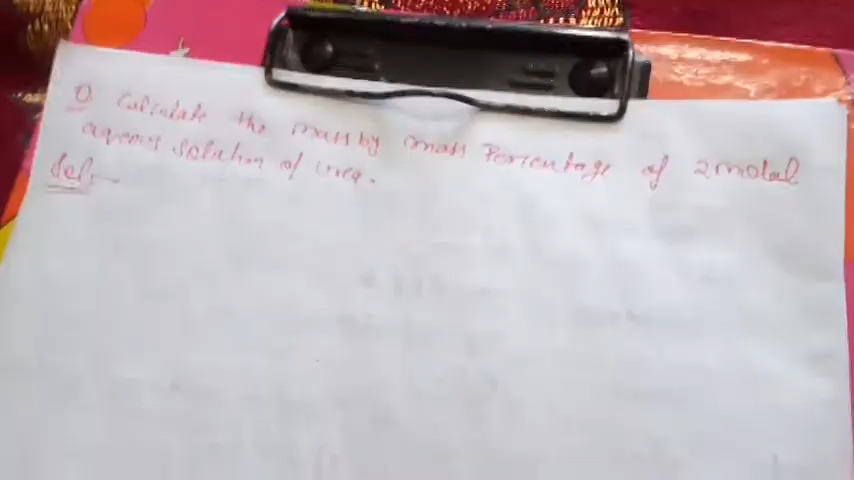 Q Calculate the mass by mass Percentage of 2 molal
aqueous solution of urea.
Sol:-